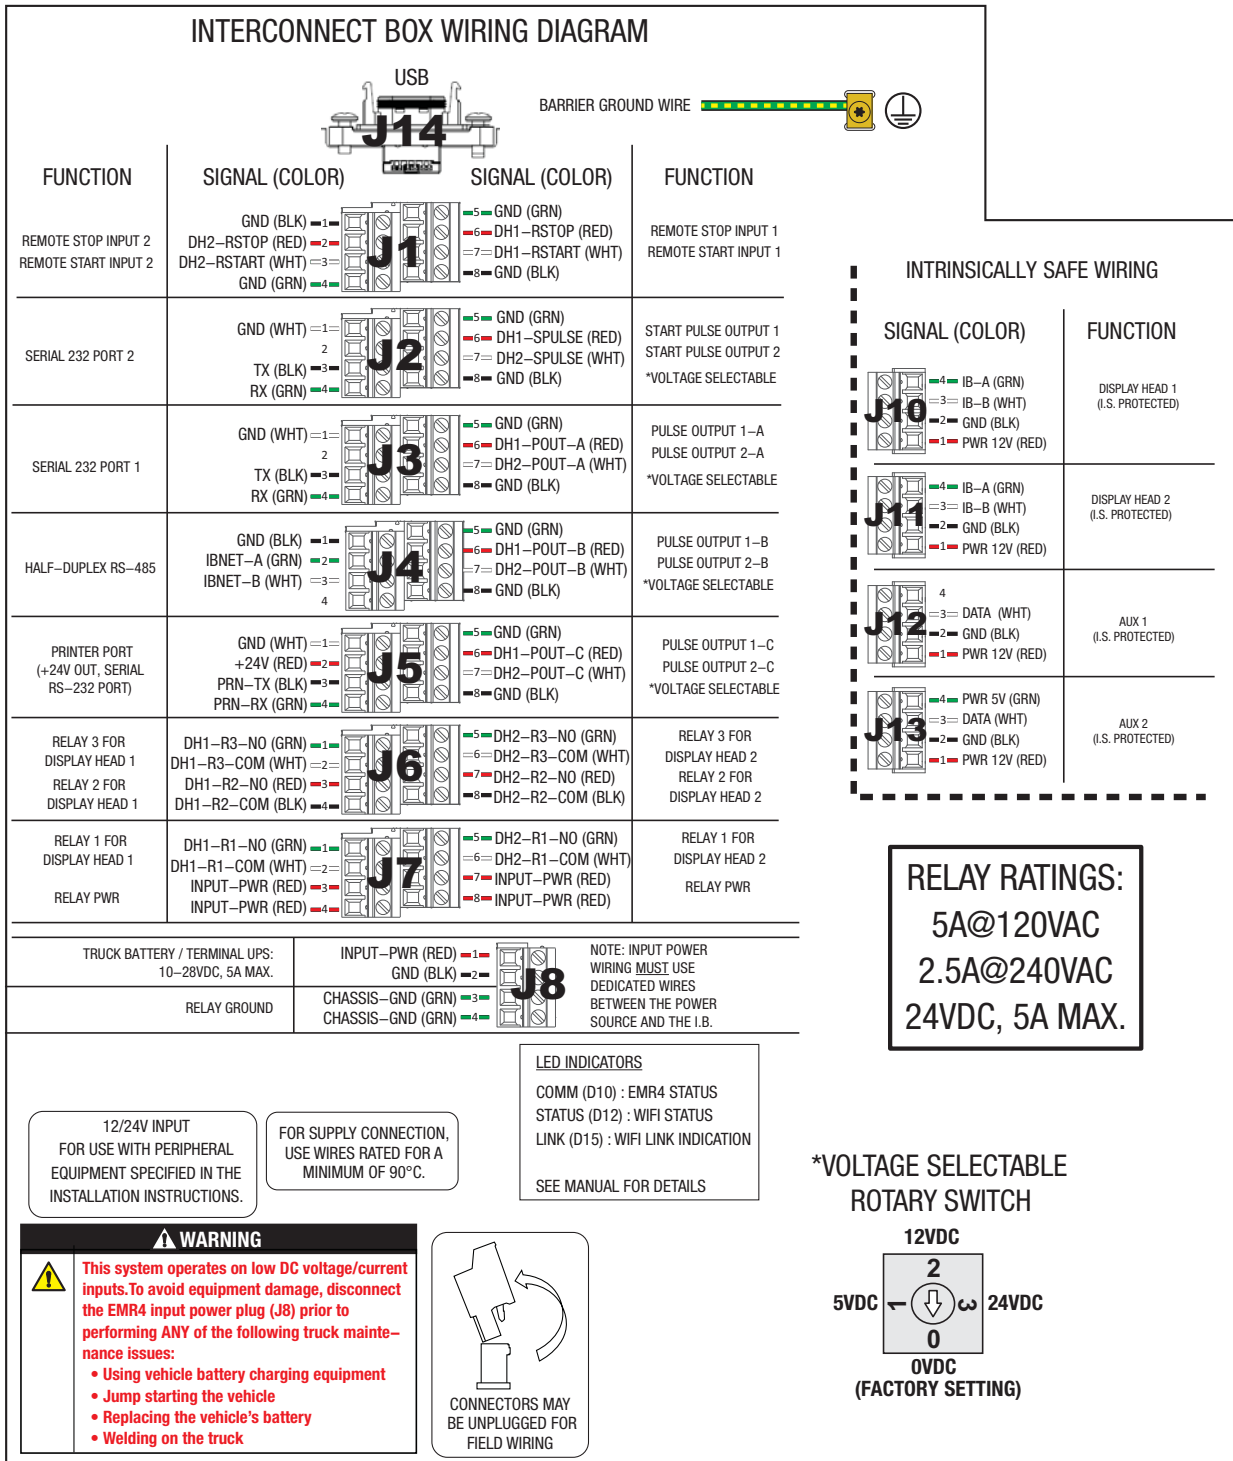 INTERCONNECT BOX WIRING DIAGRAM
USB
J14
BARRIER GROUND WIRE
FUNCTION
SIGNAL (COLOR)
SIGNAL (COLOR)
FUNCTION
REMOTE STOP INPUT 2
REMOTE START INPUT 2
GND (BLK) 1
DH2–RSTOP (RED) 2
DH2–RSTART (WHT) 3
GND (GRN) 4
J1
5 GND (GRN)
6 DH1–RSTOP (RED)
7 DH1–RSTART (WHT)
8 GND (BLK)
REMOTE STOP INPUT 1
REMOTE START INPUT 1
SERIAL 232 PORT 2
GND (WHT) 1
2
TX (BLK) 3
RX (GRN) 4
J2
5 GND (GRN)
6 DH1–SPULSE (RED)
7 DH2–SPULSE (WHT)
8 GND (BLK)
START PULSE OUTPUT 1
START PULSE OUTPUT 2
*VOLTAGE SELECTABLE
SERIAL 232 PORT 1
GND (WHT) 1
2
TX (BLK) 3
RX (GRN) 4
J3
5 GND (GRN)
6 DH1–POUT–A (RED)
7 DH2–POUT–A (WHT)
8 GND (BLK)
PULSE OUTPUT 1–A
PULSE OUTPUT 2–A
*VOLTAGE SELECTABLE
HALF–DUPLEX RS–485
GND (BLK) 1
IBNET–A (GRN) 2
IBNET–B (WHT) 3
4
J4
5 GND (GRN)
6 DH1–POUT–B (RED)
7 DH2–POUT–B (WHT)
8 GND (BLK)
PULSE OUTPUT 1–B
PULSE OUTPUT 2–B
*VOLTAGE SELECTABLE
PRINTER PORT
(+24V OUT, SERIAL
RS–232 PORT)
GND (WHT) 1
+24V (RED) 2
PRN–TX (BLK) 3
PRN–RX (GRN) 4
J5
5 GND (GRN)
6 DH1–POUT–C (RED)
7 DH2–POUT–C (WHT)
8 GND (BLK)
PULSE OUTPUT 1–C
PULSE OUTPUT 2–C
*VOLTAGE SELECTABLE
RELAY 3 FOR
DISPLAY HEAD 1
RELAY 2 FOR
DISPLAY HEAD 1
DH1–R3–NO (GRN) 1
DH1–R3–COM (WHT) 2
DH1–R2–NO (RED) 3
DH1–R2–COM (BLK) 4
J6
5 DH2–R3–NO (GRN)
6 DH2–R3–COM (WHT)
7 DH2–R2–NO (RED)
8 DH2–R2–COM (BLK)
RELAY 3 FOR
DISPLAY HEAD 2
RELAY 2 FOR
DISPLAY HEAD 2
RELAY 1 FOR
DISPLAY HEAD 1
RELAY PWR
DH1–R1–NO (GRN) 1
DH1–R1–COM (WHT) 2
INPUT–PWR (RED) 3
INPUT–PWR (RED) 4
J7
5 DH2–R1–NO (GRN)
6 DH2–R1–COM (WHT)
7 INPUT–PWR (RED)
8 INPUT–PWR (RED)
RELAY 1 FOR
DISPLAY HEAD 2
RELAY PWR
TRUCK BATTERY / TERMINAL UPS:
10–28VDC, 5A MAX.
RELAY GROUND
INPUT–PWR (RED) 1
GND (BLK) 2
CHASSIS–GND (GRN) 3
CHASSIS–GND (GRN) 4
J8
NOTE: INPUT POWER
WIRING MUST USE
DEDICATED WIRES
BETWEEN THE POWER
SOURCE AND THE I.B.
INTRINSICALLY SAFE WIRING
SIGNAL (COLOR)
FUNCTION
J10
4 IB–A (GRN)
3 IB–B (WHT)
2 GND (BLK)
1 PWR 12V (RED)
DISPLAY HEAD 1
(I.S. PROTECTED)
J11
4 IB–A (GRN)
3 IB–B (WHT)
2 GND (BLK)
1 PWR 12V (RED)
DISPLAY HEAD 2
(I.S. PROTECTED)
J12
4
3 DATA (WHT)
2 GND (BLK)
1 PWR 12V (RED)
AUX 1
(I.S. PROTECTED)
J13
4 PWR 5V (GRN)
3 DATA (WHT)
2 GND (BLK)
1 PWR 12V (RED)
AUX 2
(I.S. PROTECTED)
RELAY RATINGS:
5A@120VAC
2.5A@240VAC
24VDC, 5A MAX.
LED INDICATORS
COMM (D10) : EMR4 STATUS
STATUS (D12) : WIFI STATUS
LINK (D15) : WIFI LINK INDICATION
SEE MANUAL FOR DETAILS
12/24V INPUT
FOR USE WITH PERIPHERAL
EQUIPMENT SPECIFIED IN THE
INSTALLATION INSTRUCTIONS.
FOR SUPPLY CONNECTION,
USE WIRES RATED FOR A
MINIMUM OF 90°C.
WARNING
This system operates on low DC voltage/current
inputs.To avoid equipment damage, disconnect
the EMR4 input power plug (J8) prior to
performing ANY of the following truck mainte–
nance issues:
• Using vehicle battery charging equipment
• Jump starting the vehicle
• Replacing the vehicle's battery
• Welding on the truck
CONNECTORS MAY
BE UNPLUGGED FOR
FIELD WIRING
*VOLTAGE SELECTABLE
ROTARY SWITCH
12VDC
2
5VDC 1 3 24VDC
0
0VDC
(FACTORY SETTING)